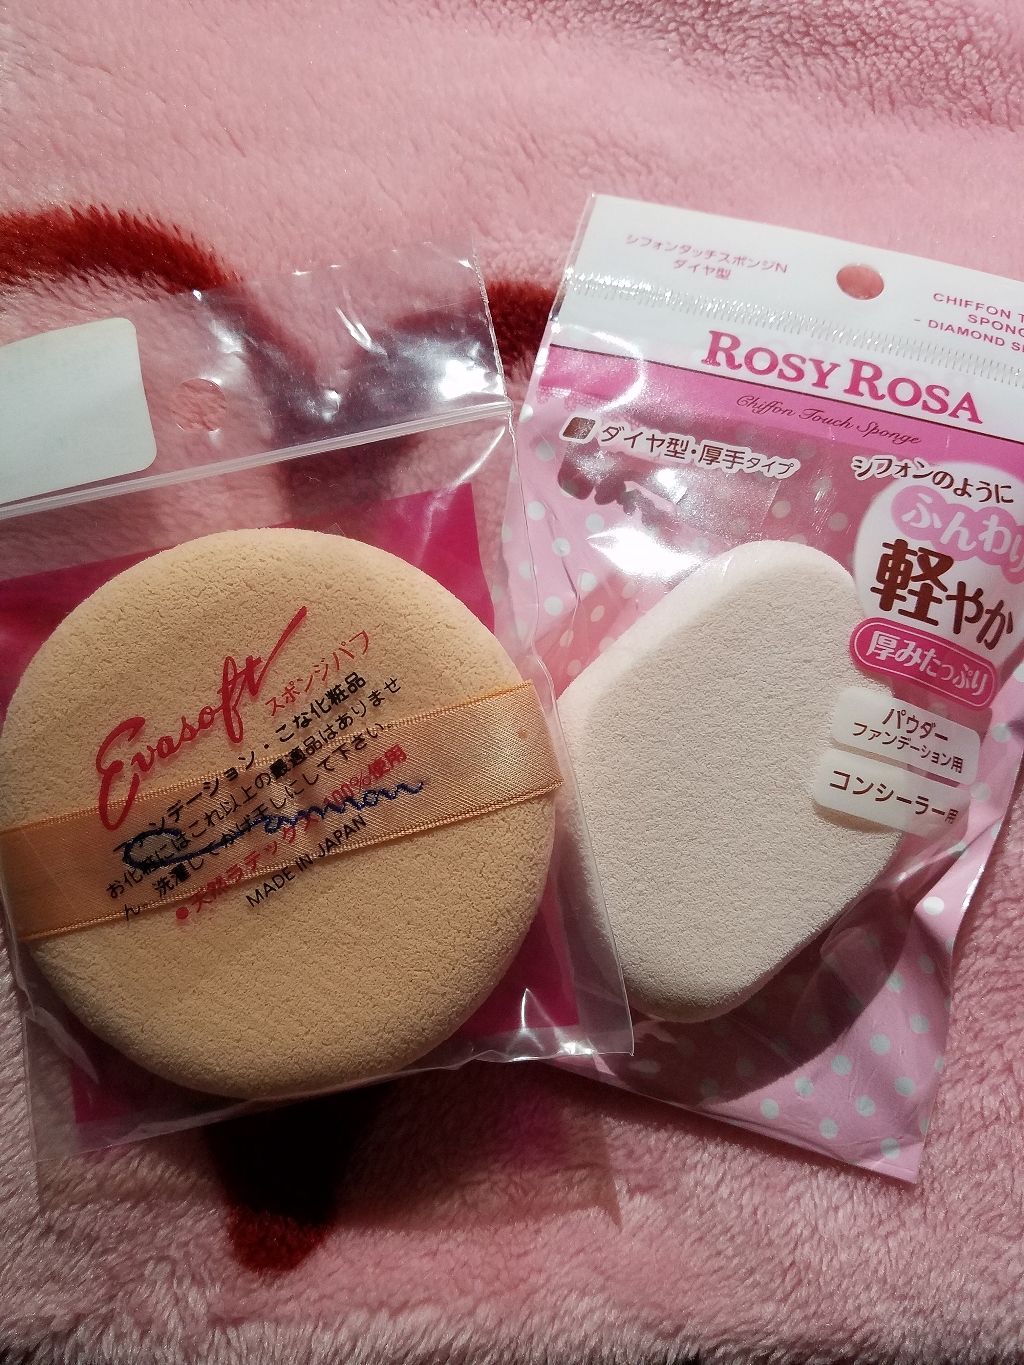 Evasoft
スポンジパフ
ンデーション・こな化粧品
お化粧にはこれ以上の最適品はありませ
ん。洗濯してかげ干しにして下さい。
●天然ラテックス100%使用
MADE IN JAPAN
シフォンタッチスポンジN
ダイヤ型
CHIFFON T
SPON
- DIAMOND S
ROSY ROSA
Chiffon Touch Sponge
ダイヤ型・厚手タイプ
シフォンのように
ふんわり
軽やか
厚みたっぷり
パウダー
ファンデーション用
コンシーラー用